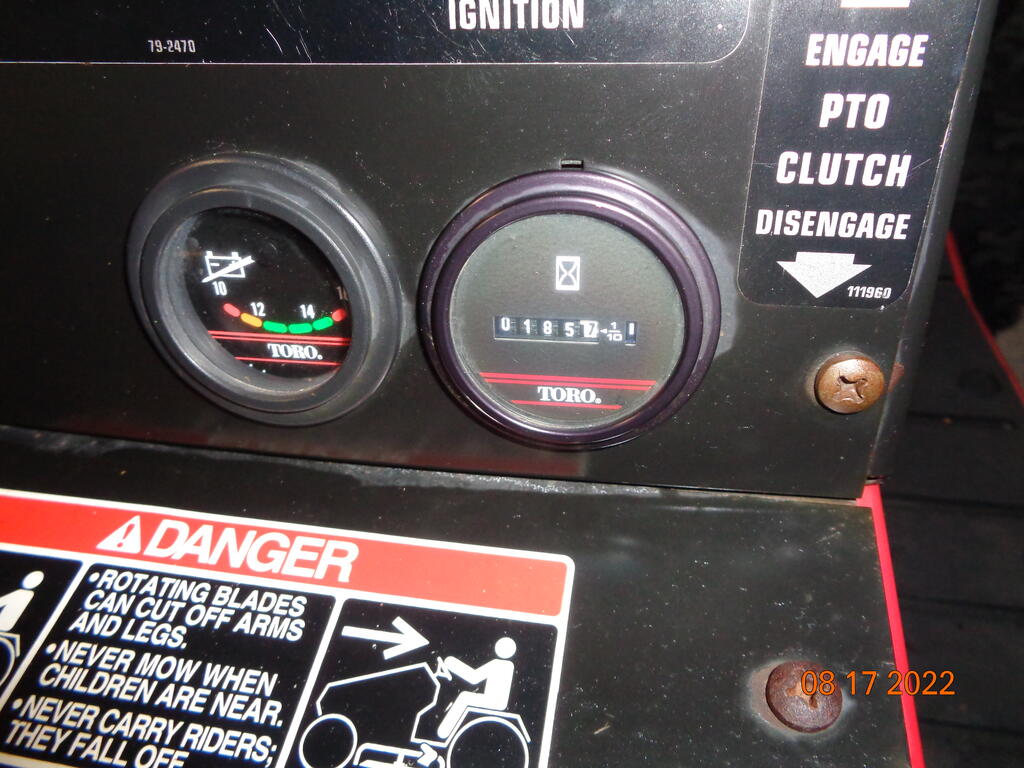 IGNITION
79-2470
ENGAGE
PTO
CLUTCH
DISENGAGE
111960
10
12
14
TORO.
0 1 8 5 7 1/10
TORO.
DANGER
•ROTATING BLADES
CAN CUT OFF ARMS
AND LEGS.
•NEVER MOW WHEN
CHILDREN ARE NEAR.
•NEVER CARRY RIDERS;
THEY FALL OFF
08 17 2022